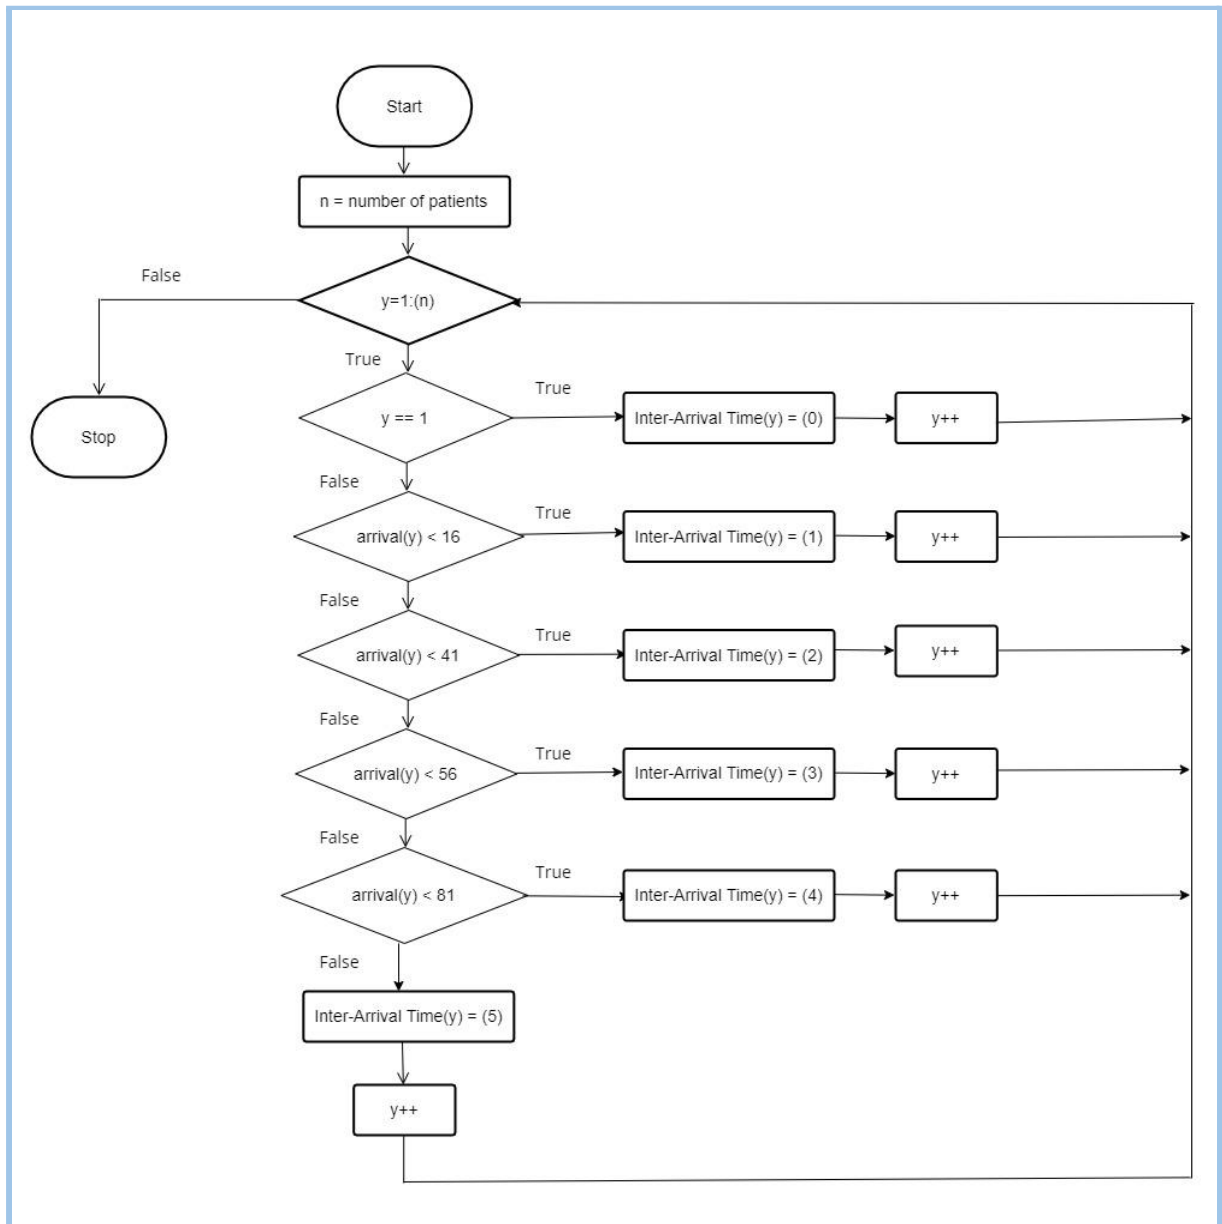 Start
n = number of patients
False
y=1:(n)
True
True
y == 1
Inter-Arrival Time(y) = (0)
y++
Stop
False
True
arrival(y) < 16
Inter-Arrival Time(y) = (1)
y++
False
True
arrival(y) < 41
Inter-Arrival Time(y) = (2)
y++
False
True
arrival(y) < 56
Inter-Arrival Time(y) = (3)
y++
False
True
arrival(y) < 81
Inter-Arrival Time(y) = (4)
y++
False
Inter-Arrival Time(y) = (5)
y++